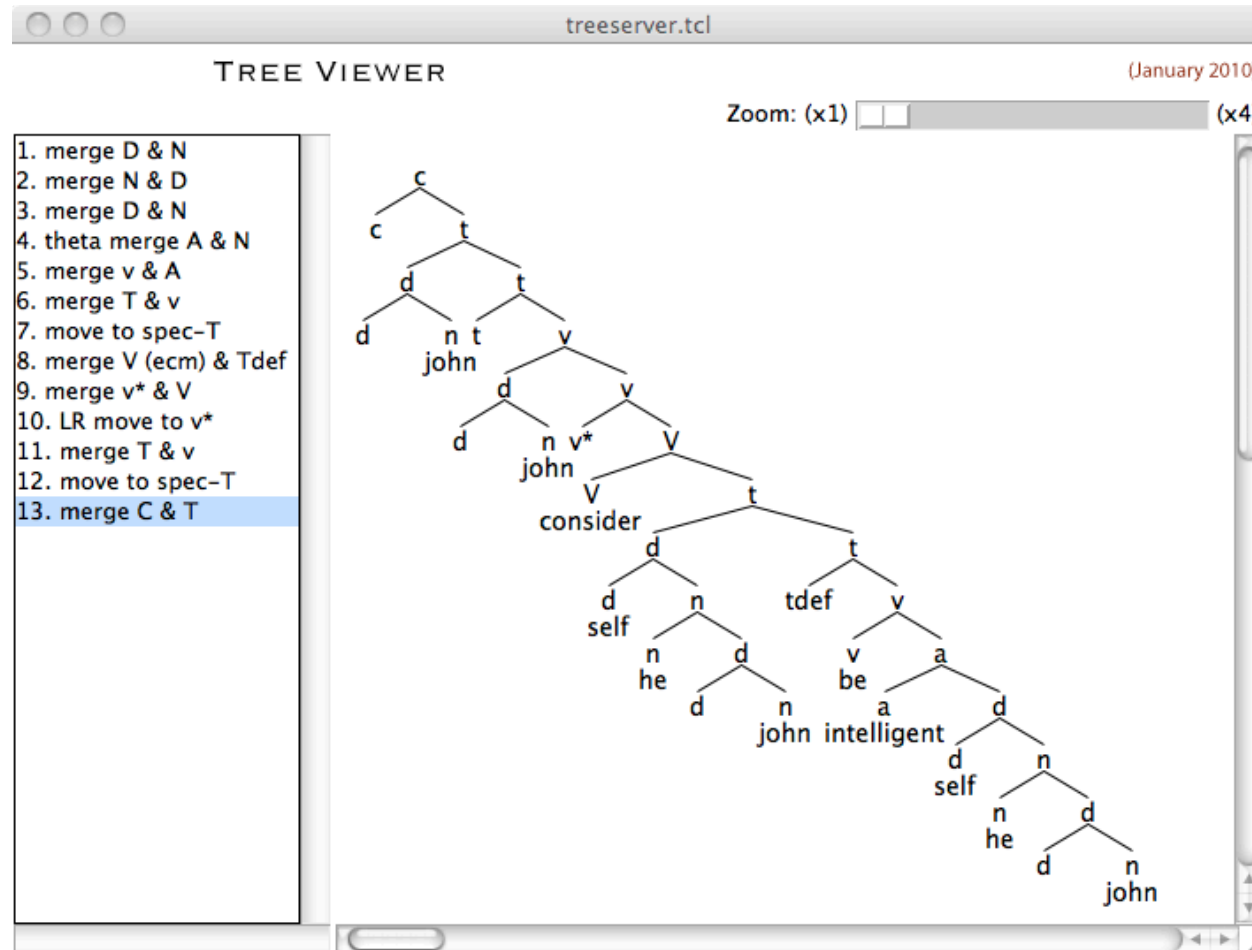 treeserver.tcl
TREE VIEWER
(January 2010
Zoom: (x1)
(x4
1. merge D & N
2. merge N & D
3. merge D & N
4. theta merge A & N
5. merge v & A
6. merge T & v
7. move to spec-T
8. merge V (ecm) & Tdef
9. merge v* & V
10. LR move to v*
11. merge T & v
12. move to spec-T
13. merge C & T
c
c t
d t
d n t v
john
d v
d n v* V
john
V t
consider
d t
d n tdef v
self
n d v a
he be
d n a d
john intelligent
d n
self
n d
he
d n
john